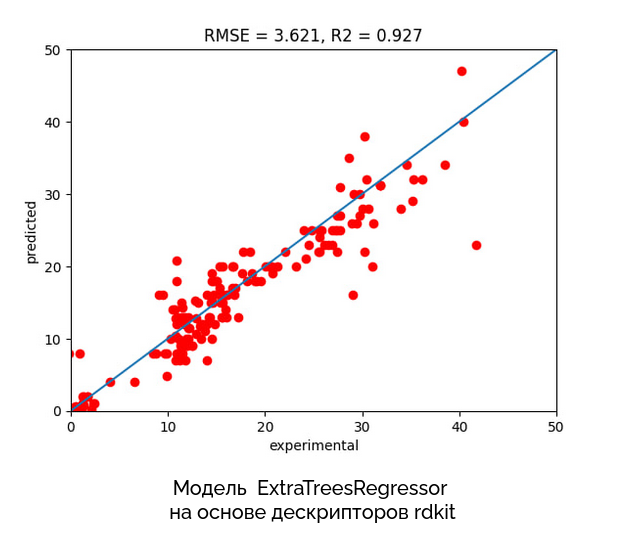 RMSE = 3.621, R2 = 0.927
50
40
30
20
10
0
predicted
0 10 20 30 40 50
experimental
Модель ExtraTreesRegressor
на основе дескрипторов rdkit